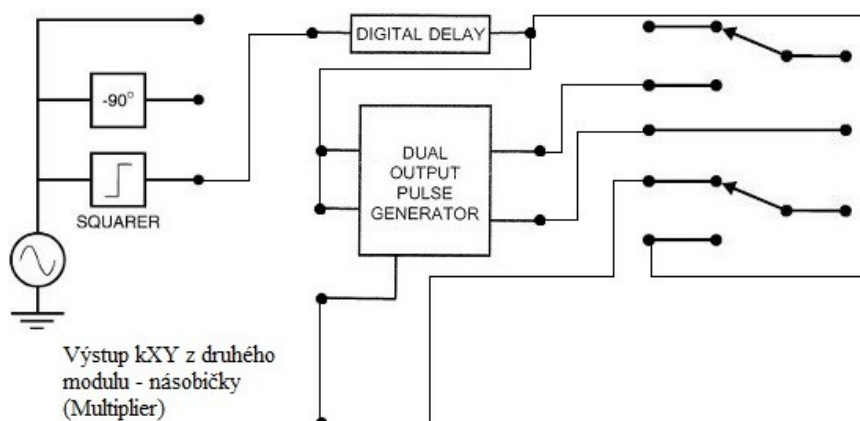 DIGITAL DELAY
-90°
DUAL
OUTPUT
PULSE
GENERATOR
SQUARER
Výstup kXY z druhého
modulu - násobičky
(Multiplier)